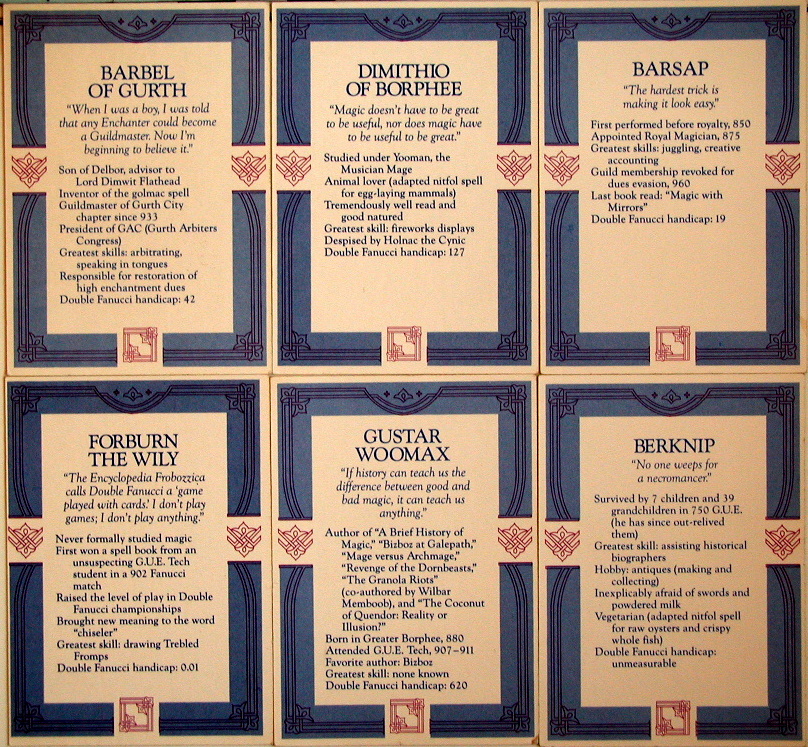 BARBEL
OF GURTH
“When I was a boy, I was told
that any Enchanter could become
a Guildmaster. Now I’m
beginning to believe it.”
Son of Delbor, advisor to
Lord Dimwit Flathead
Inventor of the golmac spell
Guildmaster of Gurth City
chapter since 933
President of GAC (Gurth Arbiters
Congress)
Greatest skills: arbitrating,
speaking in tongues
Responsible for restoration of
high enchantment dues
Double Fanucci handicap: 42
DIMITHIO
OF BORPHEE
“Magic doesn’t have to be great
to be useful, nor does magic have
to be useful to be great.”
Studied under Yooman, the
Musician Mage
Animal lover (adapted nitfol spell
for egg-laying mammals)
Tremendously well read and
good natured
Greatest skill: fireworks displays
Despised by Holnac the Cynic
Double Fanucci handicap: 127
BARSAP
“The hardest trick is
making it look easy.”
First performed before royalty, 850
Appointed Royal Magician, 875
Greatest skills: juggling, creative
accounting
Guild membership revoked for
dues evasion, 960
Last book read: “Magic with
Mirrors”
Double Fanucci handicap: 19
FORBURN
THE WILY
“The Encyclopedia Frobozzica
calls Double Fanucci a ‘game
played with cards.’ I don’t play
games; I don’t play anything.”
Never formally studied magic
First won a spell book from an
unsuspecting G.U.E. Tech
student in a 902 Fanucci
match
Raised the level of play in Double
Fanucci championships
Brought new meaning to the word
“chiseler”
Greatest skill: drawing Trebled
Fromps
Double Fanucci handicap: 0.01
GUSTAR
WOOMAX
“If history can teach us the
difference between good and
bad magic, it can teach us
anything.”
Author of “A Brief History of
Magic,” “Bizboz at Galepath,”
“Mage versus Archmage,”
“Revenge of the Dornbeasts,”
“The Granola Riots”
(co-authored by Wilbar
Memboob), and “The Coconut
of Quendor: Reality or
Illusion?”
Born in Greater Borphee, 880
Attended G.U.E. Tech, 907–911
Favorite author: Bizboz
Greatest skill: none known
Double Fanucci handicap: 620
BERKNIP
“No one weeps for
a necromancer.”
Survived by 7 children and 39
grandchildren in 750 G.U.E.
(he has since out-relived
them)
Greatest skill: assisting historical
biographers
Hobby: antiques (making and
collecting)
Inexplicably afraid of swords and
powdered milk
Vegetarian (adapted nitfol spell
for raw oysters and crispy
whole fish)
Double Fanucci handicap:
unmeasurable